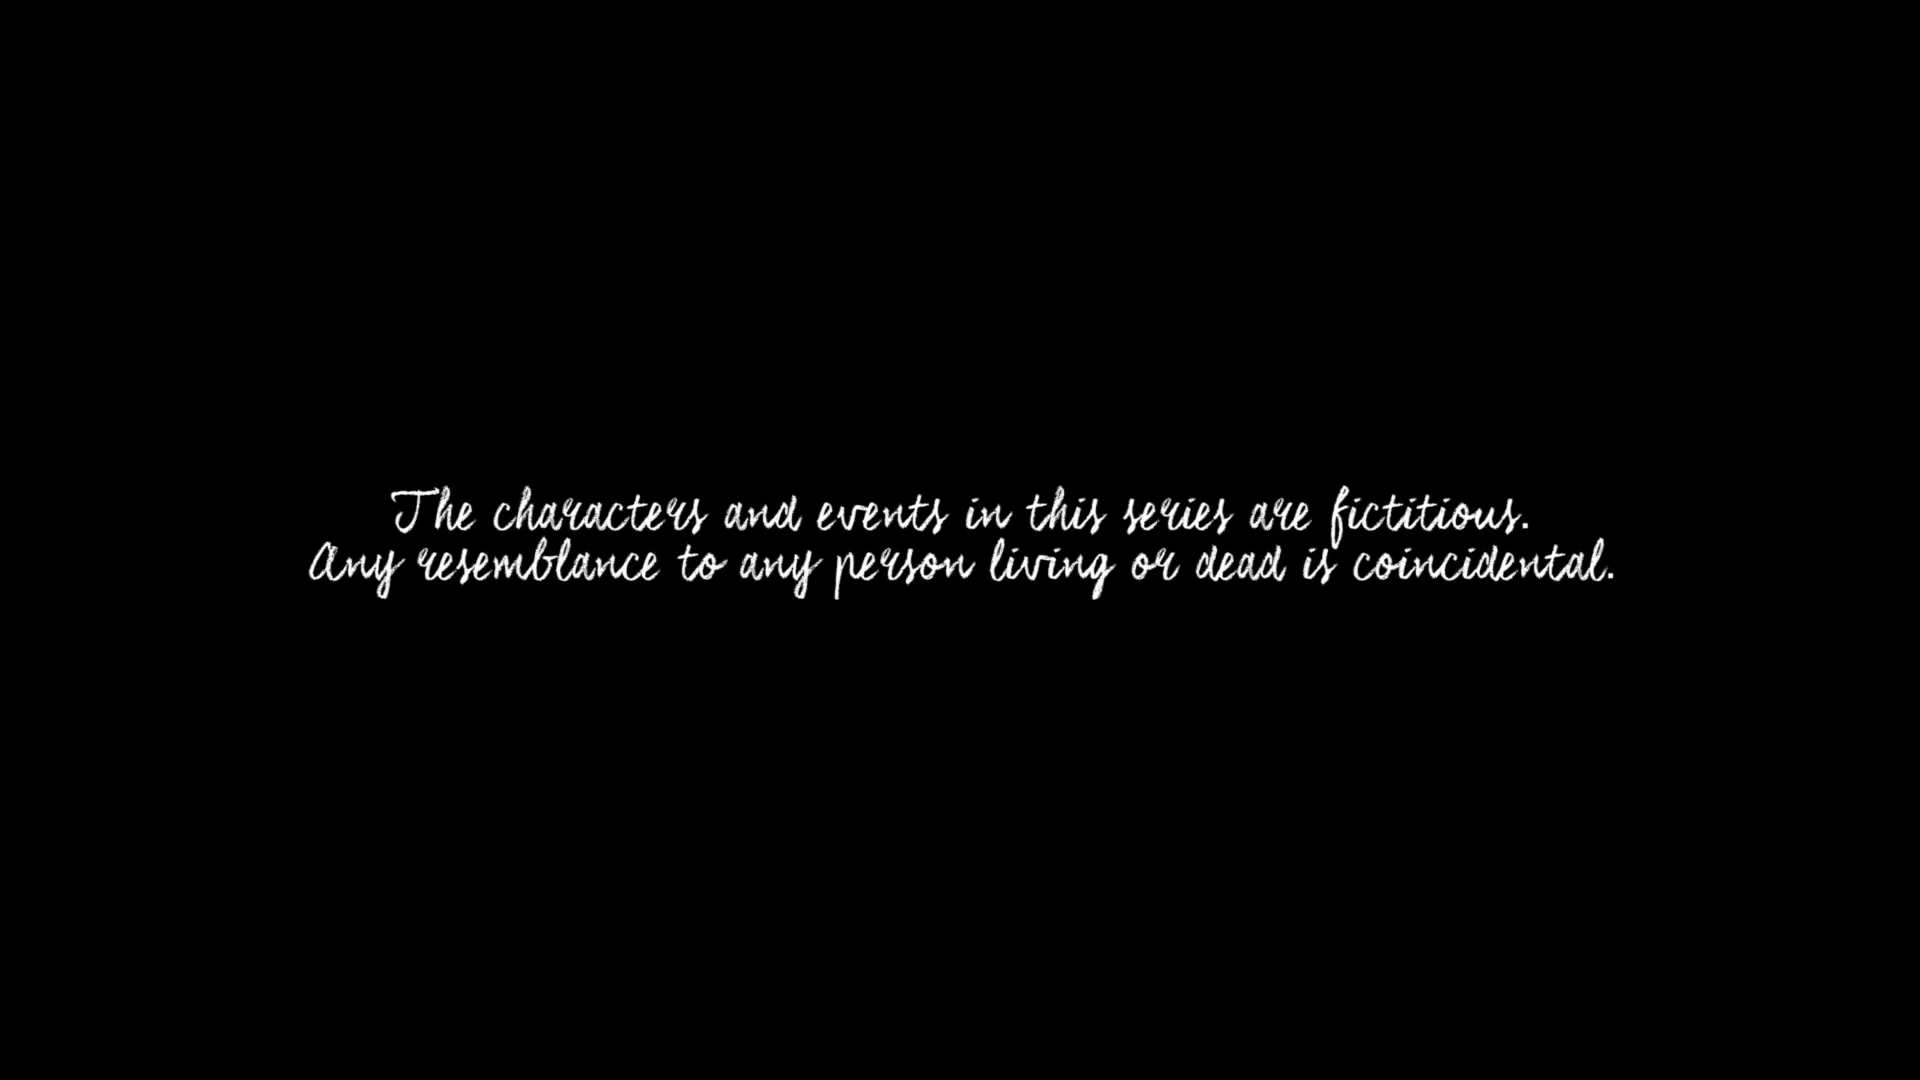 The characters and events in this series are fictitious.
Any resemblance to any person living or dead is coincidental.